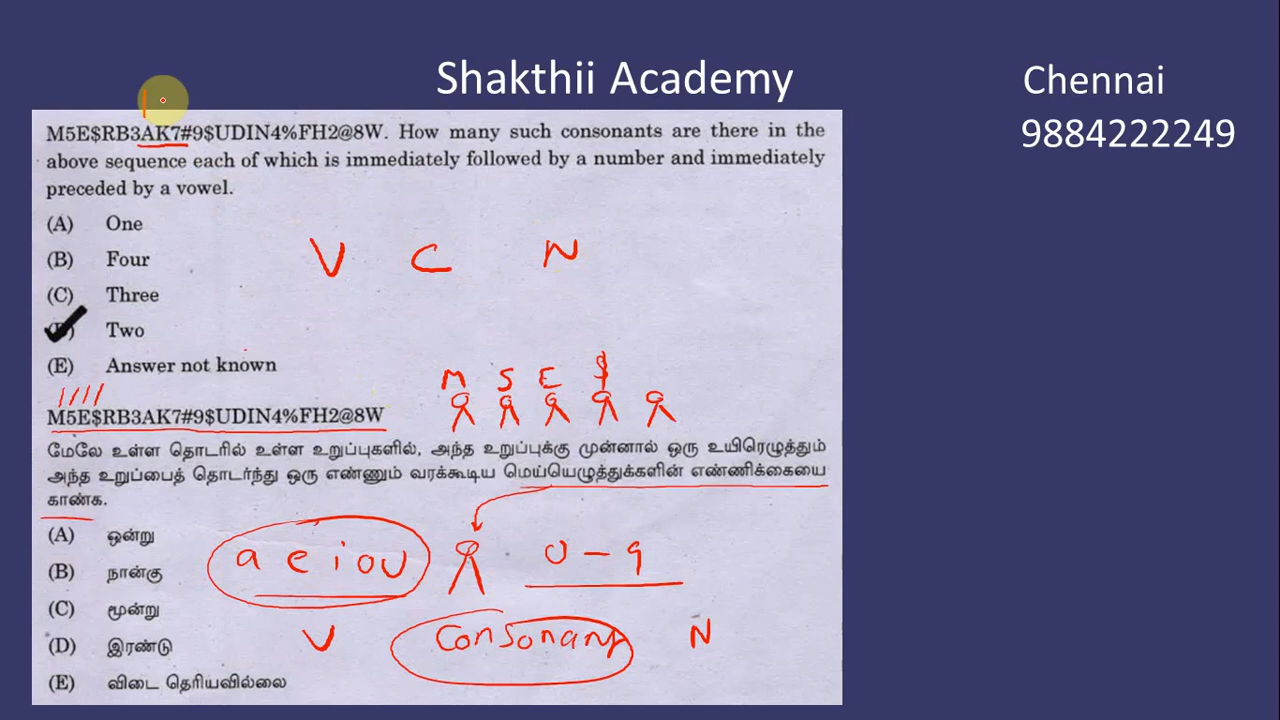 Shakthii Academy
Chennai
9884222249
M5E$RB3AK7#9$UDIN4%FH2@8W. How many such consonants are there in the
above sequence each of which is immediately followed by a number and immediately
preceded by a vowel.
(A) One
(B) Four
V C N
(C) Three
(D) Two
(E) Answer not known
M 5 E $
M5E$RB3AK7#9$UDIN4%FH2@8W
மேலே உள்ள தொடரில் உள்ள உறுப்புகளில், அந்த உறுப்புக்கு முன்னால் ஒரு உயிரெழுத்தும்
அந்த உறுப்பைத் தொடர்ந்து ஒரு எண்ணும் வரக்கூடிய மெய்யெழுத்துக்களின் எண்ணிக்கையை
காண்க.
(A) ஒன்று
a e i o u 0 – 9
(B) நான்கு
(C) மூன்று
V Consonant N
(D) இரண்டு
(E) விடை தெரியவில்லை